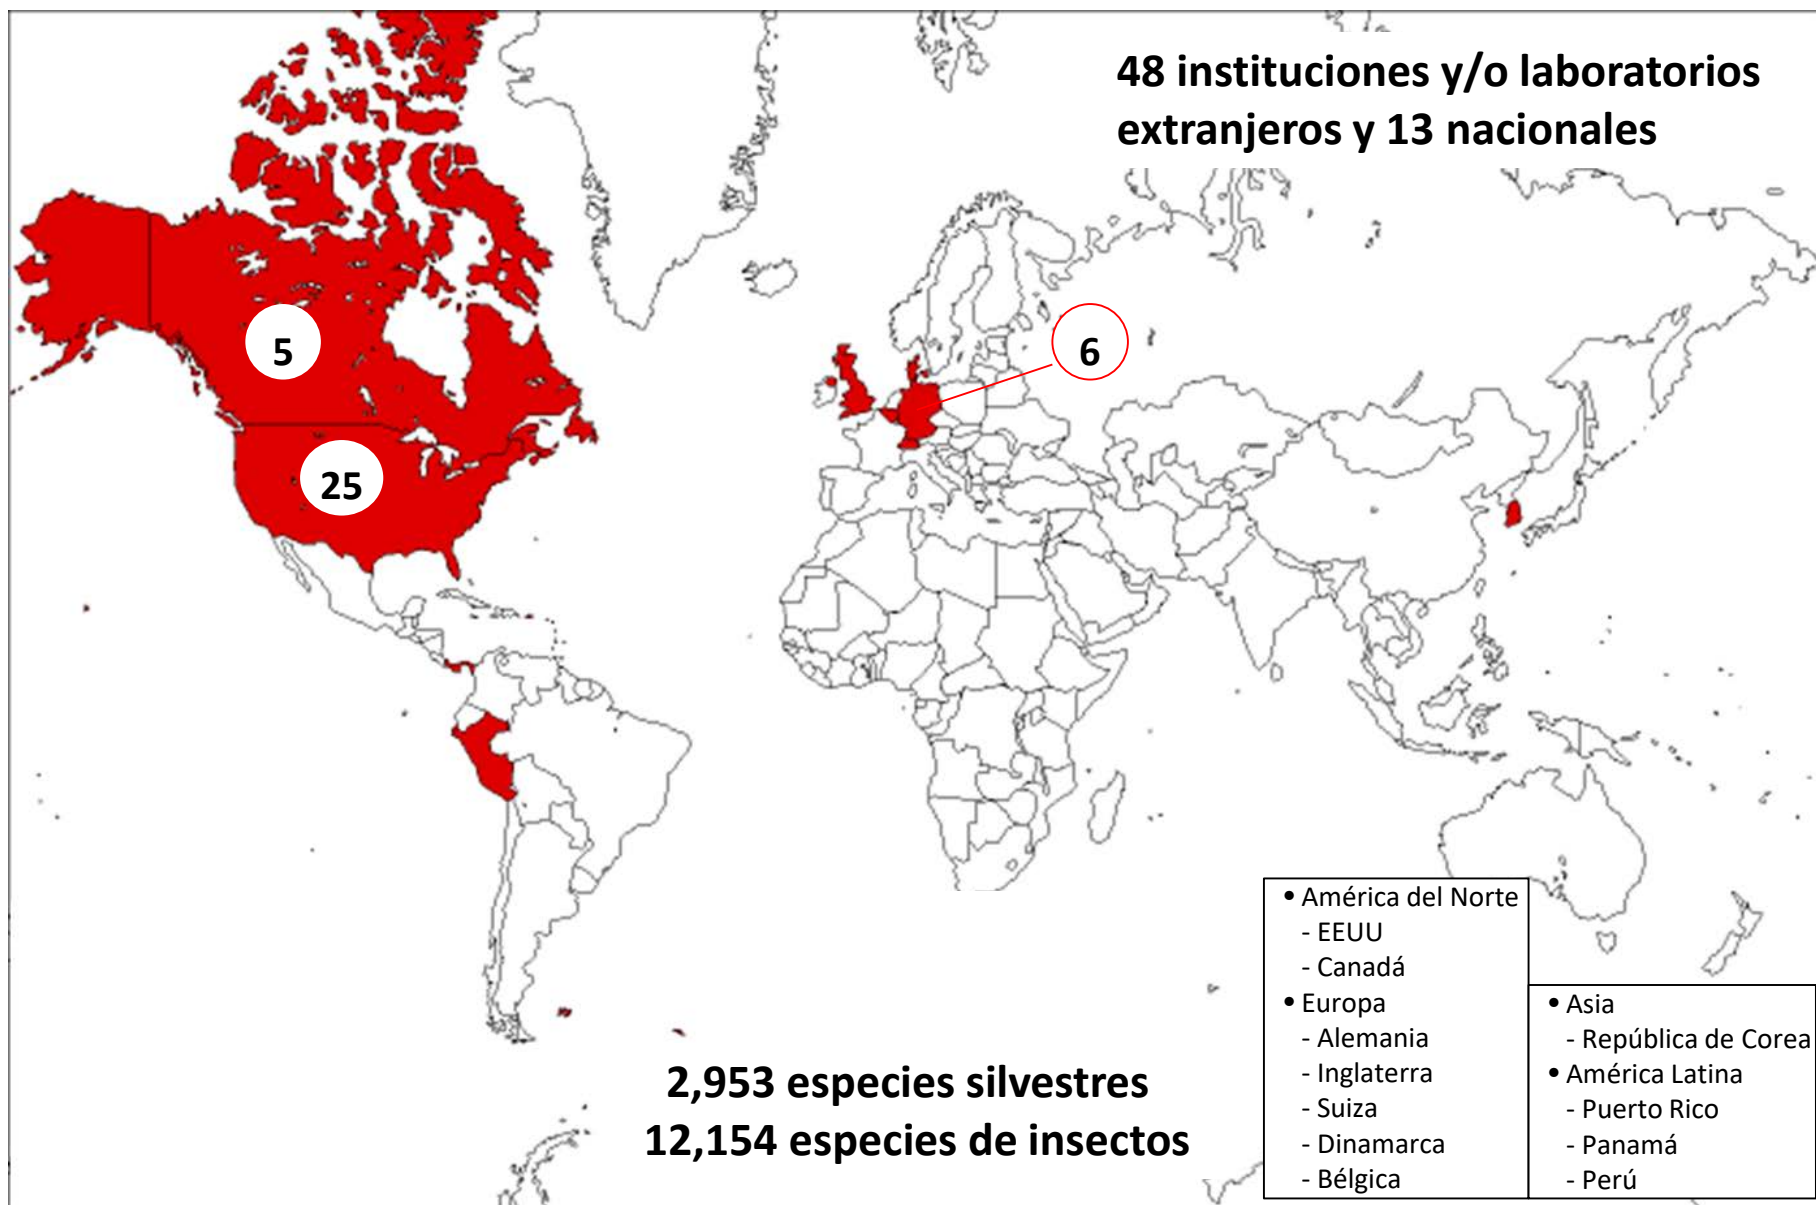 48 instituciones y/o laboratorios
extranjeros y 13 nacionales
5
6
25
2,953 especies silvestres
12,154 especies de insectos
• América del Norte
- EEUU
- Canadá
• Europa
- Alemania
- Inglaterra
- Suiza
- Dinamarca
- Bélgica
• Asia
- República de Corea
• América Latina
- Puerto Rico
- Panamá
- Perú